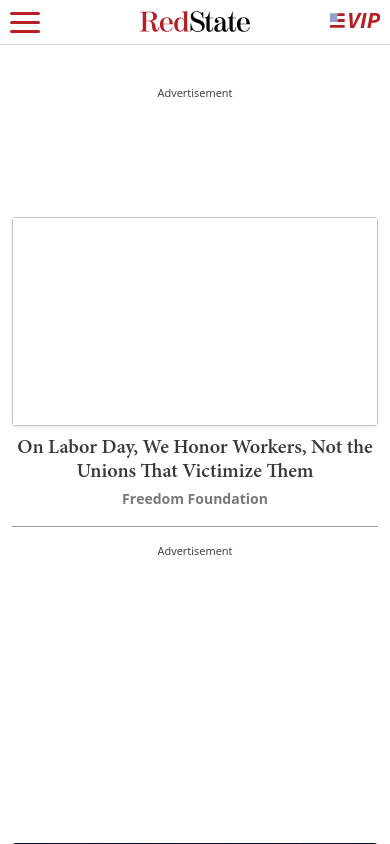 RedState
VIP
Advertisement
On Labor Day, We Honor Workers, Not the
Unions That Victimize Them
Freedom Foundation
Advertisement